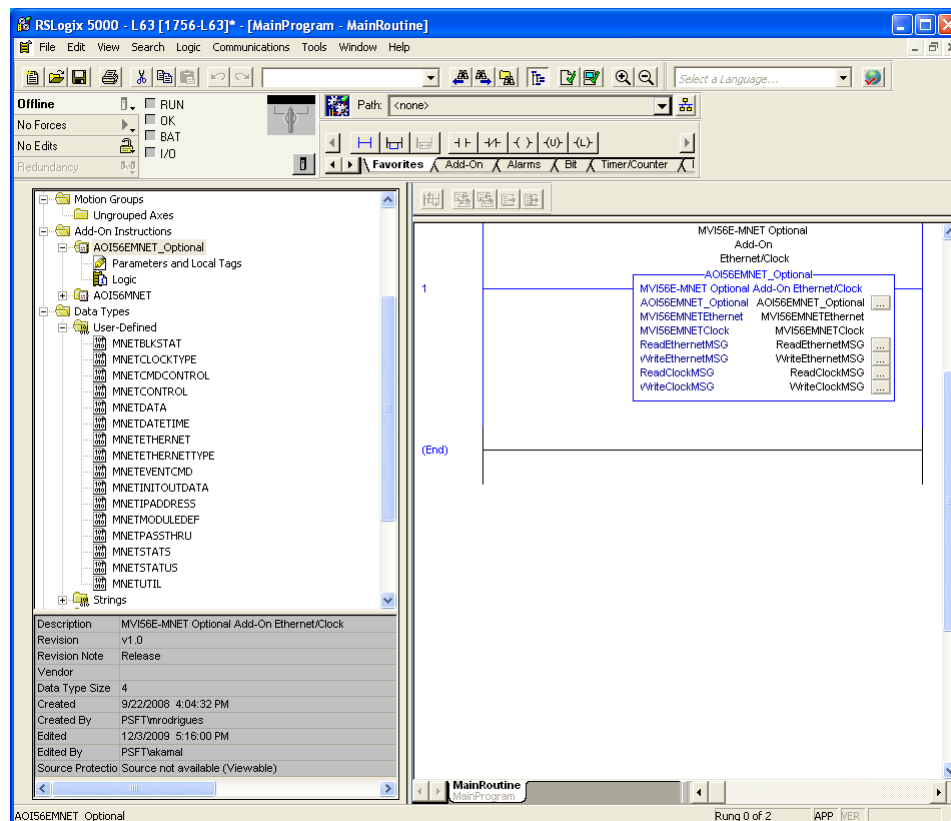 RSLogix 5000 - L63 [1756-L63]* - [MainProgram - MainRoutine]
File Edit View Search Logic Communications Tools Window Help
Select a Language...
Offline
RUN
Path: <none>
No Forces
OK
BAT
No Edits
I/O
Redundancy
Favorites Add-On Alarms Bit Timer/Counter
Motion Groups
Ungrouped Axes
Add-On Instructions
AOI56EMNET_Optional
Parameters and Local Tags
Logic
AOI56MNET
Data Types
User-Defined
MNETBLKSTAT
MNETCLOCKTYPE
MNETCMDCONTROL
MNETCONTROL
MNETDATA
MNETDATETIME
MNETETHERNET
MNETETHERNETTYPE
MNETEVENTCMD
MNETINITOUTDATA
MNETIPADDRESS
MNETMODULEDEF
MNETPASSTHRU
MNETSTATS
MNETSTATUS
MNETUTIL
Strings
Description MVI56E-MNET Optional Add-On Ethernet/Clock
Revision v1.0
Revision Note Release
Vendor
Data Type Size 4
Created 9/22/2008 4:04:32 PM
Created By PSFT\mrodrigues
Edited 12/3/2009 5:16:00 PM
Edited By PSFT\akamal
Source Protectio Source not available (Viewable)
MVI56E-MNET Optional
Add-On
Ethernet/Clock
AOI56EMNET_Optional
1
MVI56E-MNET Optional Add-On Ethernet/Clock
AOI56EMNET_Optional AOI56EMNET_Optional ...
MVI56EMNETEthernet MVI56EMNETEthernet
MVI56EMNETClock MVI56EMNETClock
ReadEthernetMSG ReadEthernetMSG ...
WriteEthernetMSG WriteEthernetMSG ...
ReadClockMSG ReadClockMSG ...
WriteClockMSG WriteClockMSG ...
(End)
MainRoutine
MainProgram
AOI56EMNET_Optional
Rung 0 of 2 APP VER